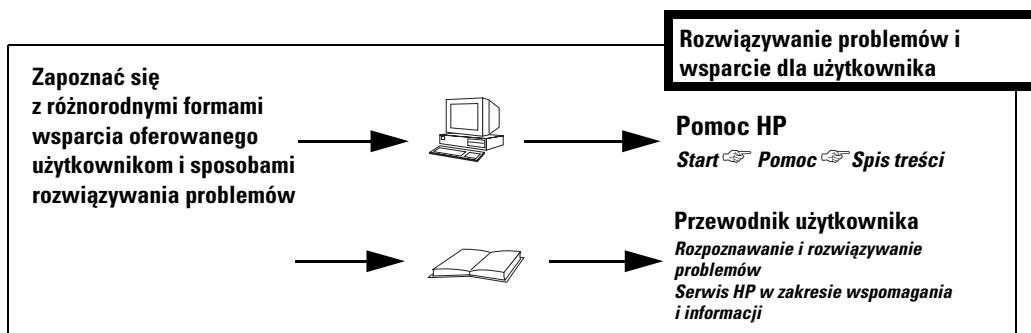 Rozwiązywanie problemów i
wsparcie dla użytkownika
Zapoznać się
z różnorodnymi formami
wsparcia oferowanego
użytkownikom i sposobami
rozwiązywania problemów
Pomoc HP
Start ☞ Pomoc ☞ Spis treści
Przewodnik użytkownika
Rozpoznawanie i rozwiązywanie
problemów
Serwis HP w zakresie wspomagania
i informacji